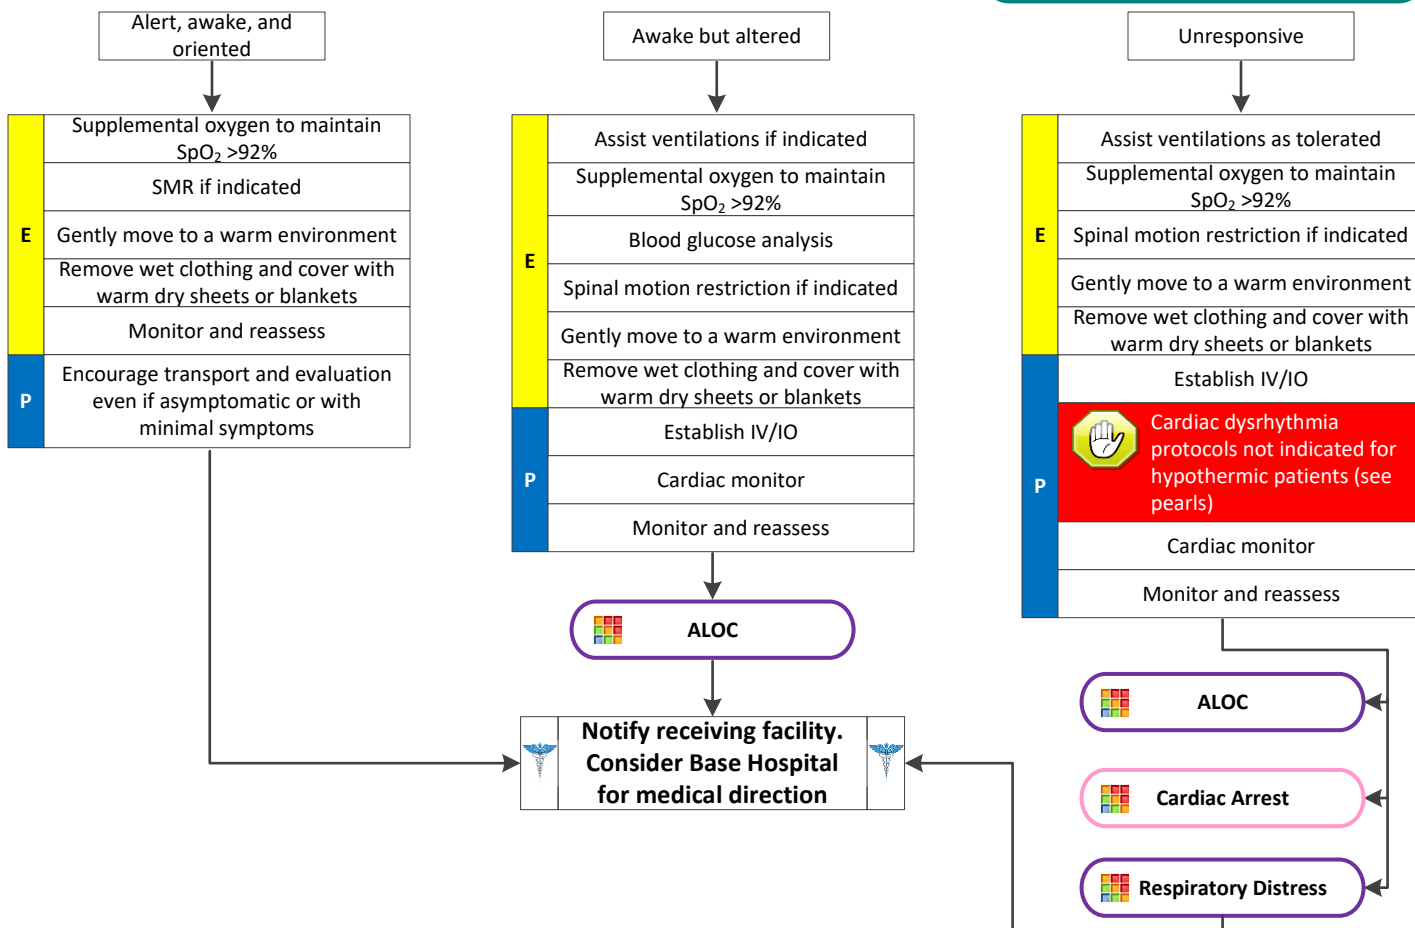 Alert, awake, and
oriented
E
Supplemental oxygen to maintain
SpO₂ >92%
SMR if indicated
Gently move to a warm environment
Remove wet clothing and cover with
warm dry sheets or blankets
Monitor and reassess
P
Encourage transport and evaluation
even if asymptomatic or with
minimal symptoms
Awake but altered
E
Assist ventilations if indicated
Supplemental oxygen to maintain
SpO₂ >92%
Blood glucose analysis
Spinal motion restriction if indicated
Gently move to a warm environment
Remove wet clothing and cover with
warm dry sheets or blankets
P
Establish IV/IO
Cardiac monitor
Monitor and reassess
ALOC
Notify receiving facility.
Consider Base Hospital
for medical direction
Unresponsive
E
Assist ventilations as tolerated
Supplemental oxygen to maintain
SpO₂ >92%
Spinal motion restriction if indicated
Gently move to a warm environment
Remove wet clothing and cover with
warm dry sheets or blankets
P
Establish IV/IO
Cardiac dysrhythmia
protocols not indicated for
hypothermic patients (see
pearls)
Cardiac monitor
Monitor and reassess
ALOC
Cardiac Arrest
Respiratory Distress